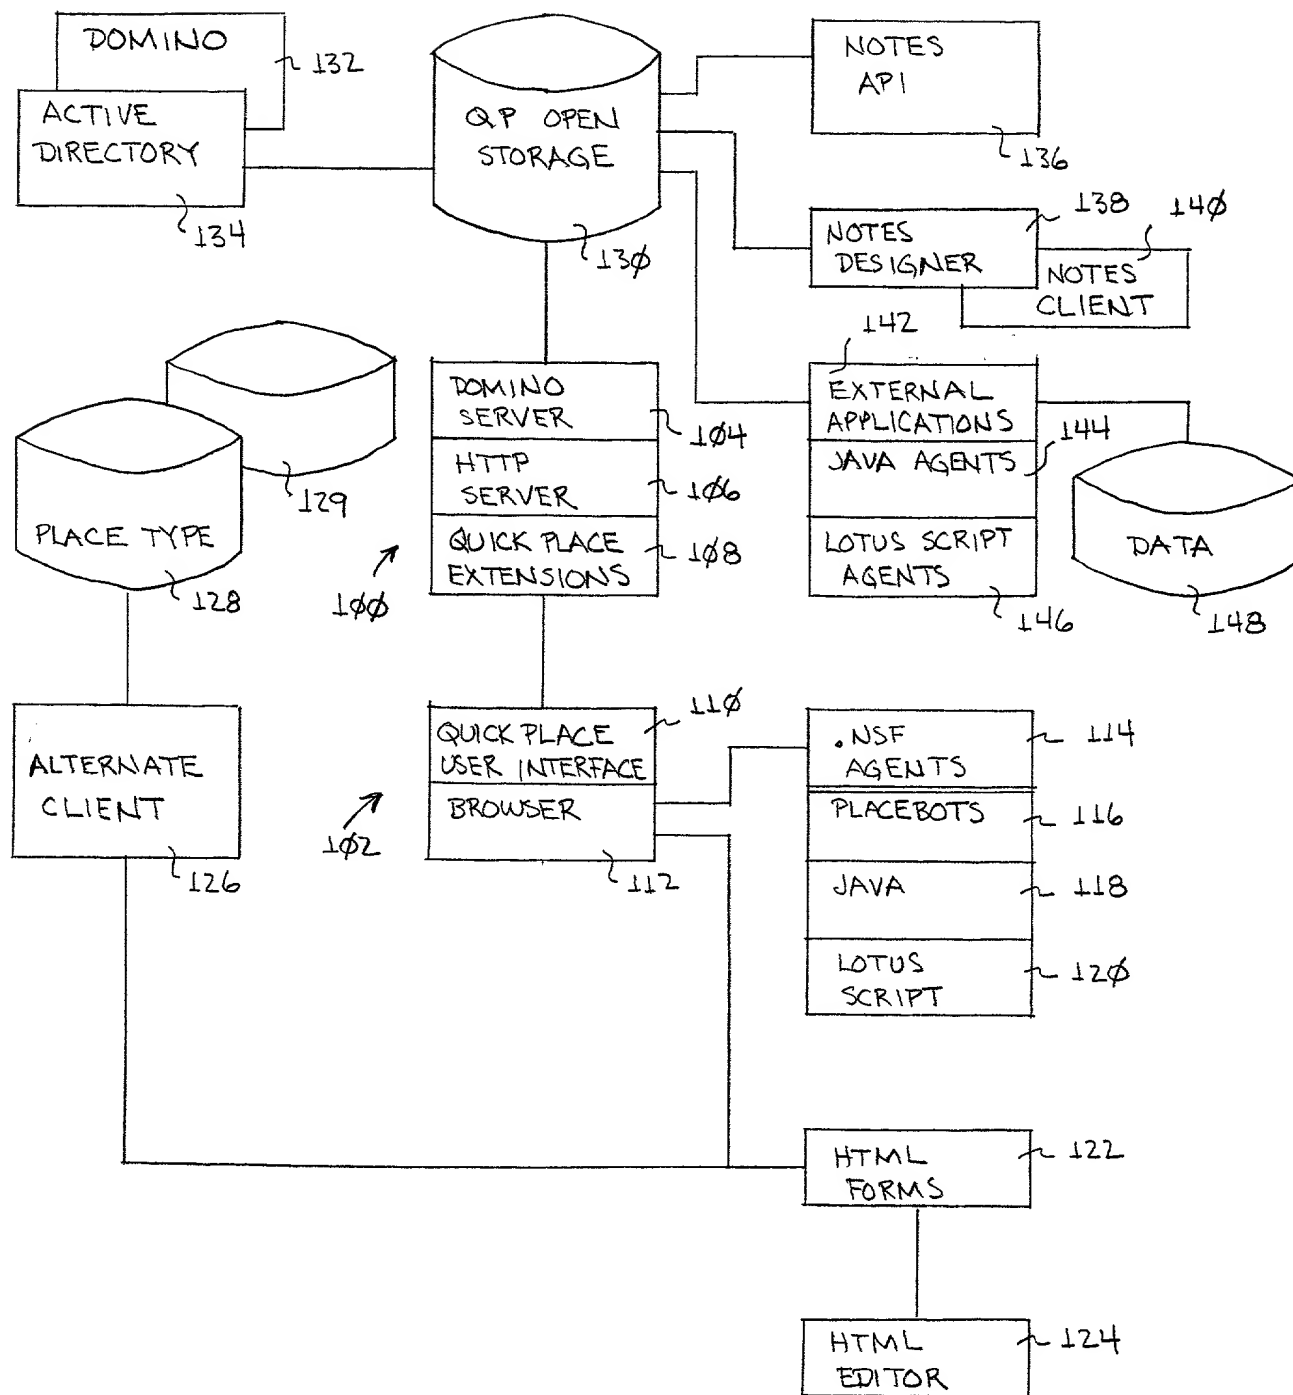 DOMINO
132
ACTIVE
DIRECTORY
134
QP OPEN
STORAGE
130
NOTES
API
136
138
140
NOTES
DESIGNER
NOTES
CLIENT
142
EXTERNAL
APPLICATIONS
144
JAVA AGENTS
LOTUS SCRIPT
AGENTS
146
DATA
148
DOMINO
SERVER
104
HTTP
SERVER
106
QUICK PLACE
EXTENSIONS
108
100
129
PLACE TYPE
128
ALTERNATE
CLIENT
126
110
QUICK PLACE
USER INTERFACE
BROWSER
112
102
.NSF
AGENTS
114
PLACEBOTS
116
JAVA
118
LOTUS
SCRIPT
120
HTML
FORMS
122
HTML
EDITOR
124